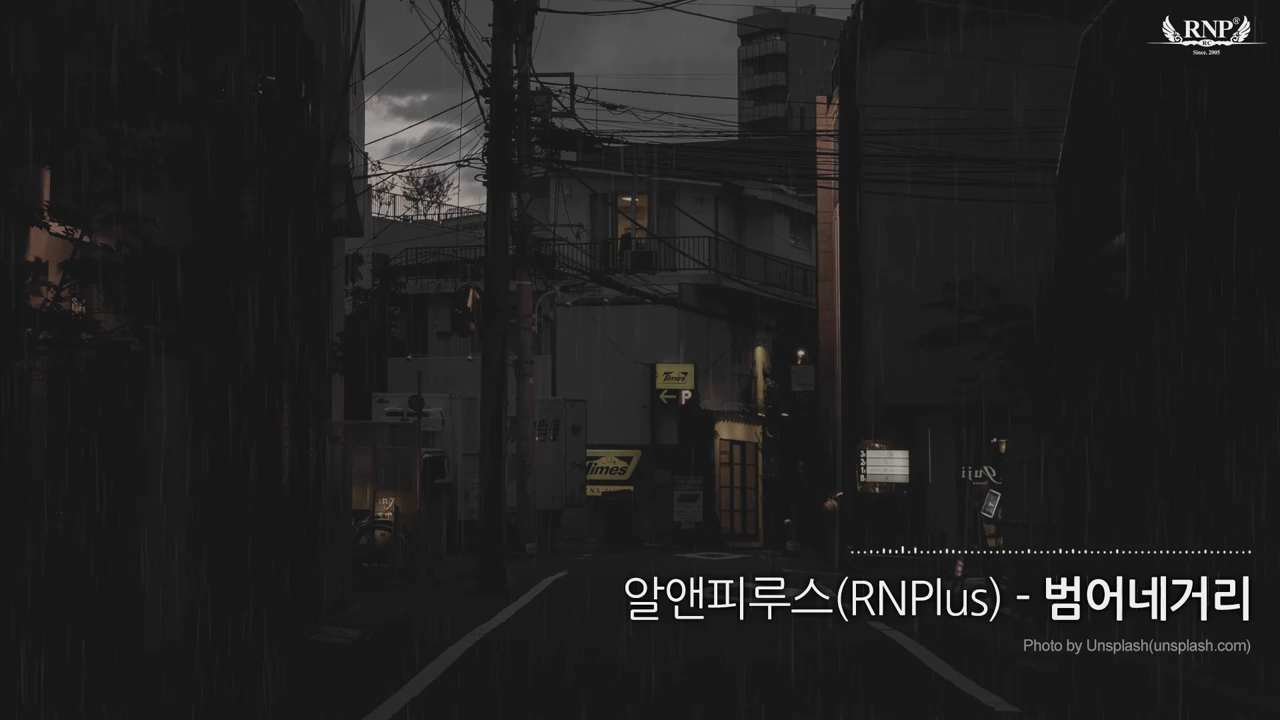 RNP®
RC
Since. 2005
Times
← P
Times
알앤피루스(RNPlus) - 범어네거리
Photo by Unsplash(unsplash.com)